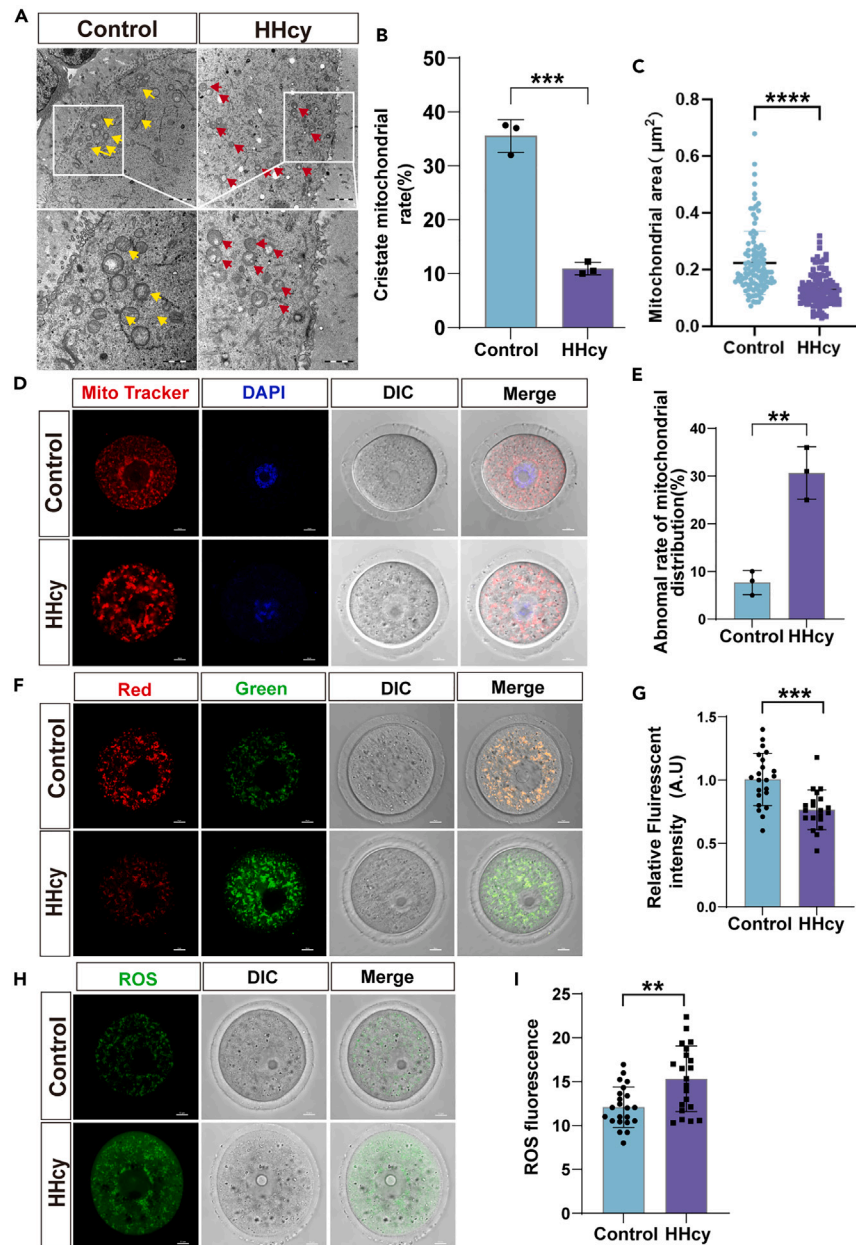 A
Control
HHcy
B
Cristate mitochondrial
rate(%)
50
40
30
20
10
0
***
Control
HHcy
C
Mitochondrial area( μm²)
0.8
0.6
0.4
0.2
0.0
****
Control
HHcy
D
Mito Tracker
DAPI
DIC
Merge
Control
HHcy
E
Abnomal rate of mitochondrial
distribution(%)
40
30
20
10
0
**
Control
HHcy
F
Red
Green
DIC
Merge
Control
HHcy
G
Relative Fluiresscent
intensity (A.U)
1.5
1.0
0.5
0.0
***
Control
HHcy
H
ROS
DIC
Merge
Control
HHcy
I
ROS fluorescence
25
20
15
10
5
0
**
Control
HHcy